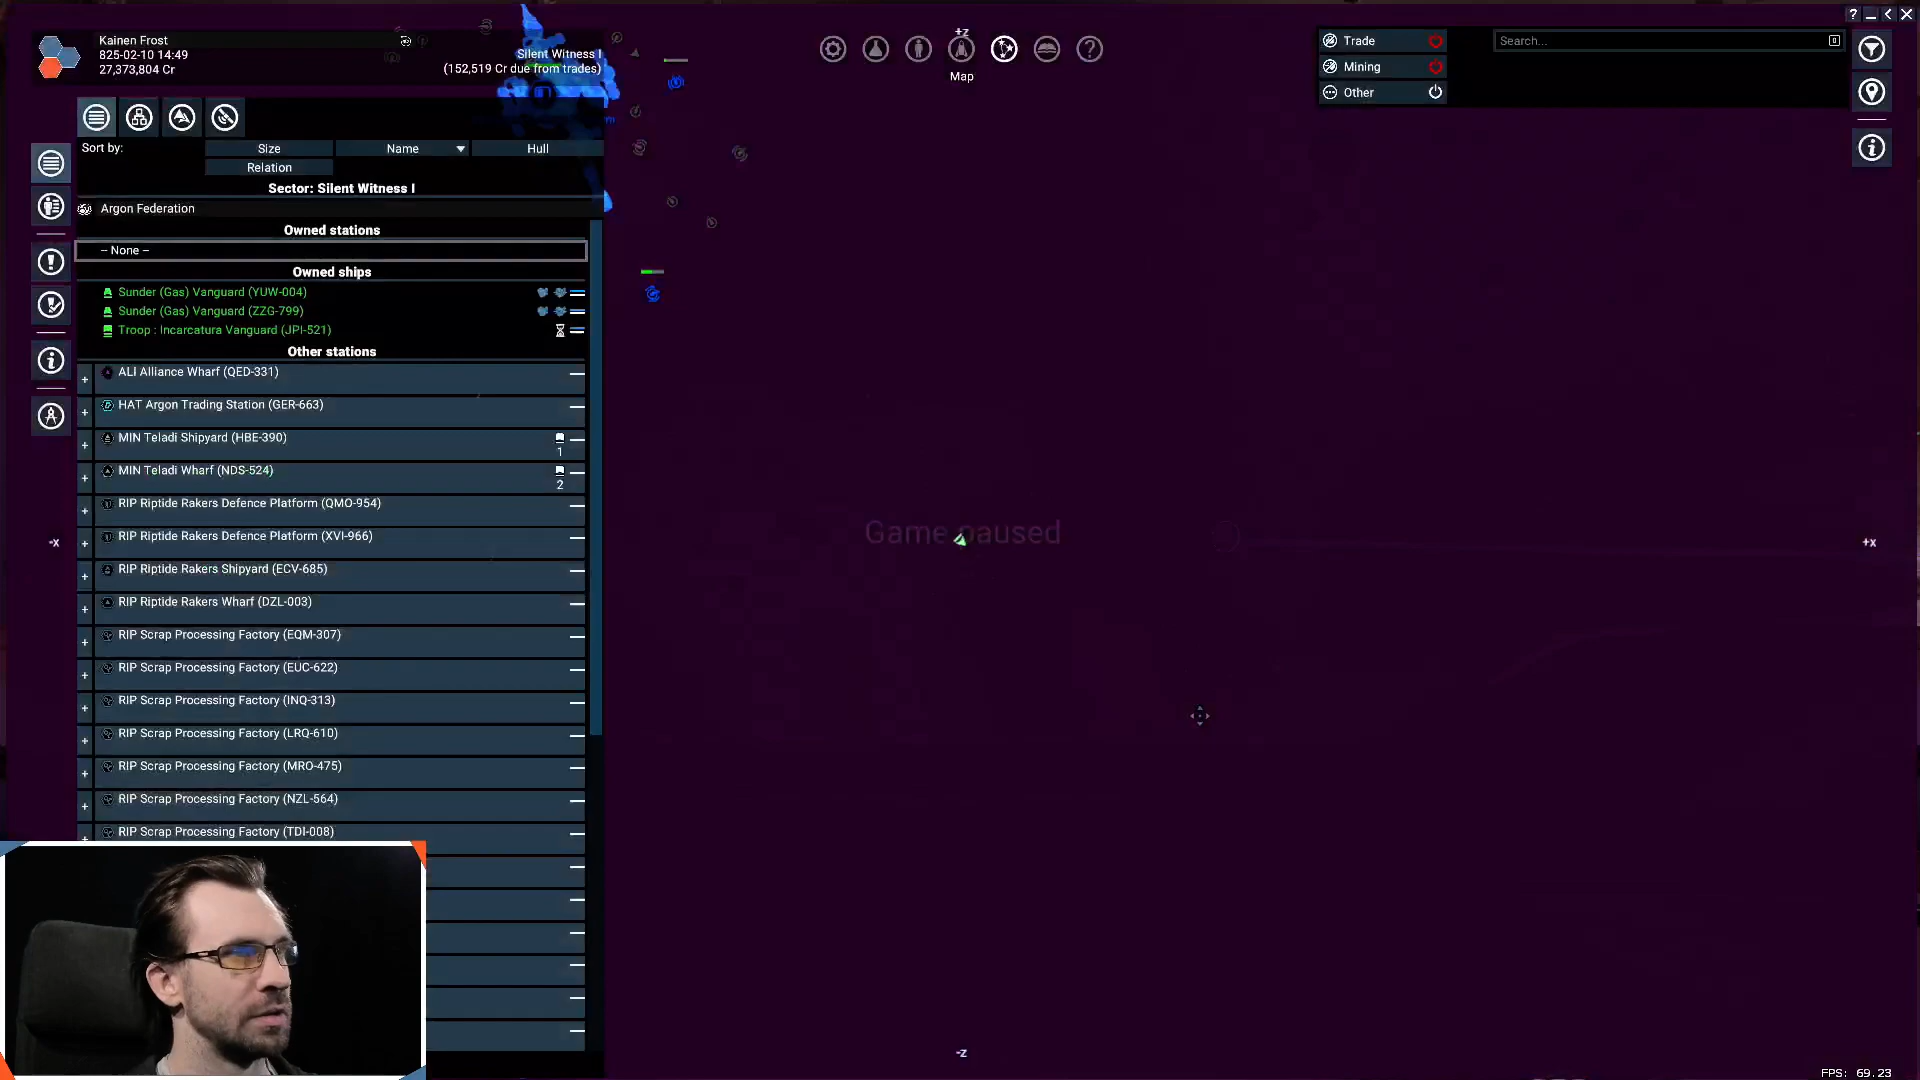 Kainen Frost
825-02-10 14:49
27,373,804 Cr
Silent Witness I
(152,519 Cr due from trades)
+z
Map
Trade
Mining
Other
Search...
Sort by:
Size
Name
Hull
Relation
Sector: Silent Witness I
Argon Federation
Owned stations
-- None --
Owned ships
Sunder (Gas) Vanguard (YUW-004)
Sunder (Gas) Vanguard (ZZG-799)
Troop : Incarcatura Vanguard (JPI-521)
Other stations
ALI Alliance Wharf (QED-331)
HAT Argon Trading Station (GER-663)
MIN Teladi Shipyard (HBE-390)
1
MIN Teladi Wharf (NDS-524)
2
RIP Riptide Rakers Defence Platform (QMO-954)
RIP Riptide Rakers Defence Platform (XVI-966)
RIP Riptide Rakers Shipyard (ECV-685)
RIP Riptide Rakers Wharf (DZL-003)
RIP Scrap Processing Factory (EQM-307)
RIP Scrap Processing Factory (EUC-622)
RIP Scrap Processing Factory (INQ-313)
RIP Scrap Processing Factory (LRQ-610)
RIP Scrap Processing Factory (MRO-475)
RIP Scrap Processing Factory (NZL-564)
RIP Scrap Processing Factory (TDI-008)
-x
Game paused
+x
-z
FPS: 69.23